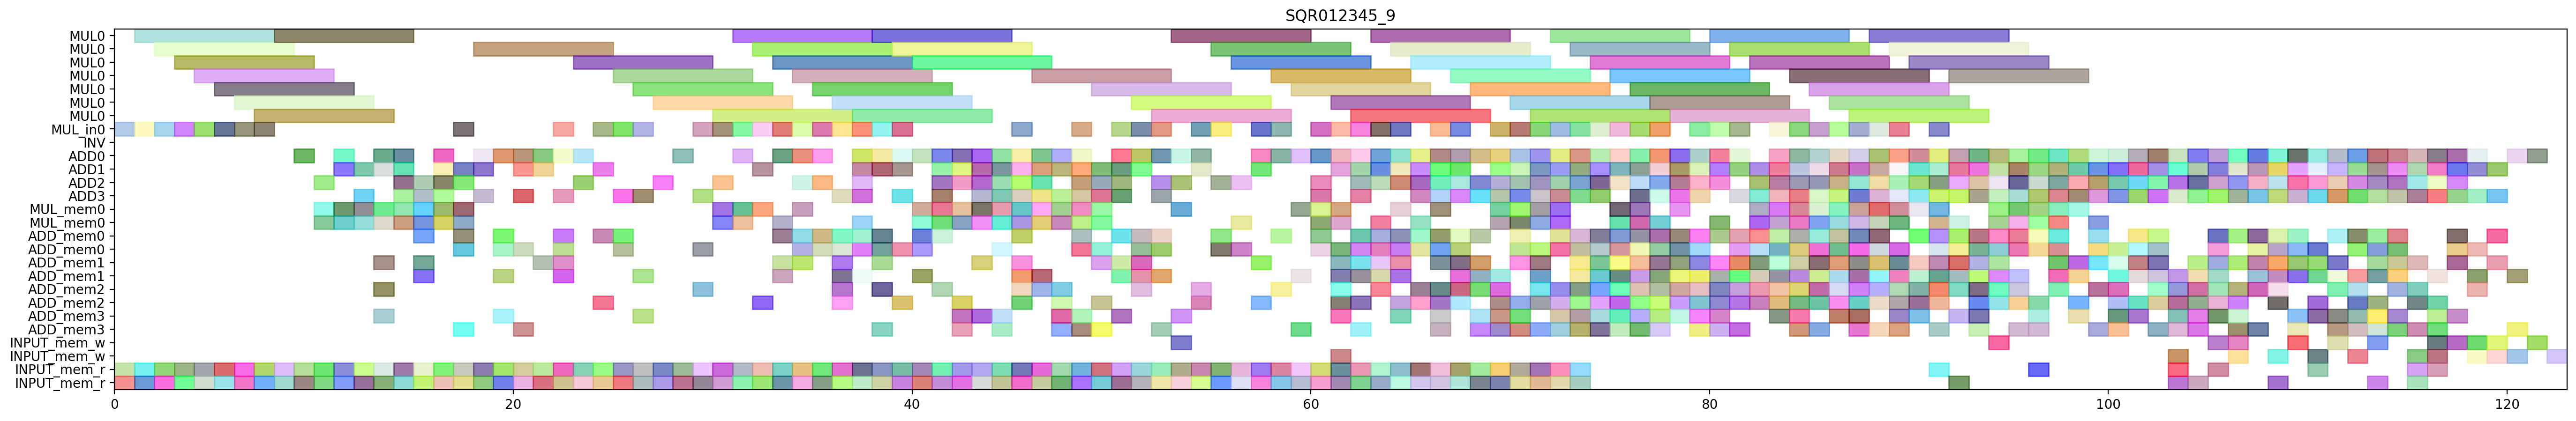 SQR012345_9
MUL0
MUL0
MUL0
MUL0
MUL0
MUL0
MUL0
MUL_in0
INV
ADD0
ADD1
ADD2
ADD3
MUL_mem0
MUL_mem0
ADD_mem0
ADD_mem0
ADD_mem1
ADD_mem1
ADD_mem2
ADD_mem2
ADD_mem3
ADD_mem3
INPUT_mem_w
INPUT_mem_w
INPUT_mem_r
INPUT_mem_r
0 20 40 60 80 100 120